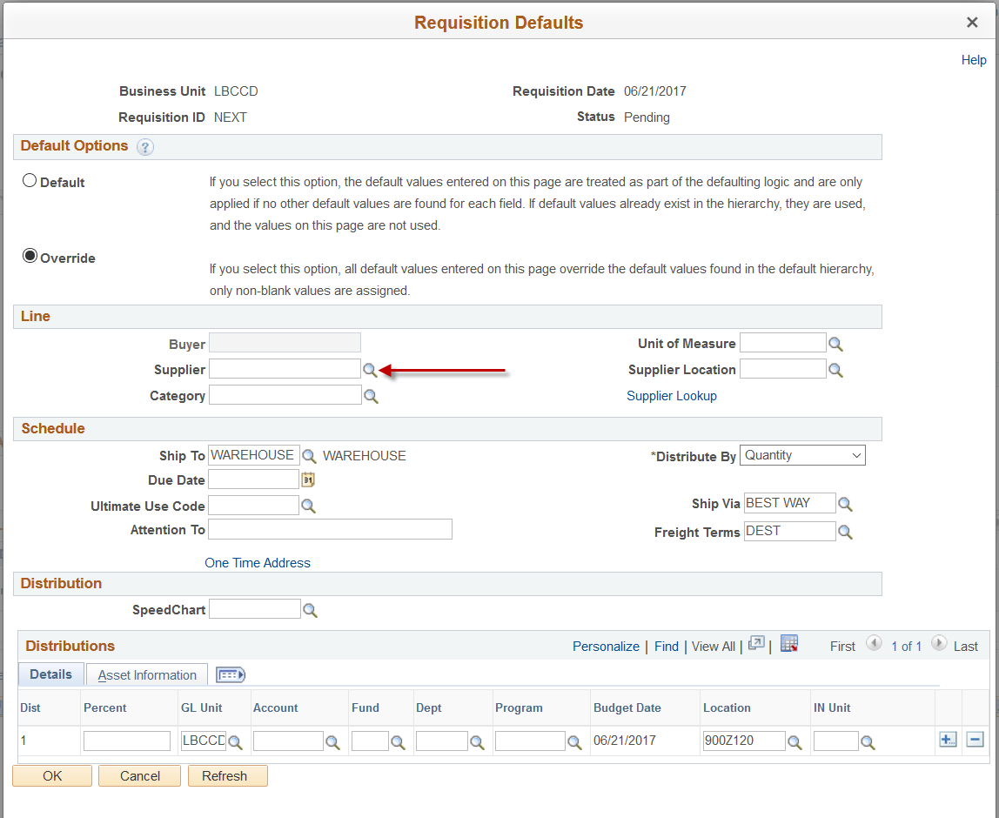 Requisition Defaults
Help
Business Unit LBCCD Requisition Date 06/21/2017
Requisition ID NEXT Status Pending
Default Options ?
Default If you select this option, the default values entered on this page are treated as part of the defaulting logic and are only
applied if no other default values are found for each field. If default values already exist in the hierarchy, they are used,
and the values on this page are not used.
Override
If you select this option, all default values entered on this page override the default values found in the default hierarchy,
only non-blank values are assigned.
Line
Buyer Unit of Measure
Supplier Supplier Location
Category Supplier Lookup
Schedule
Ship To WAREHOUSE WAREHOUSE *Distribute By Quantity
Due Date 31
Ultimate Use Code Ship Via BEST WAY
Attention To Freight Terms DEST
One Time Address
Distribution
SpeedChart
Distributions Personalize | Find | View All | | First 1 of 1 Last
Details Asset Information
Dist Percent GL Unit Account Fund Dept Program Budget Date Location IN Unit
1 LBCCD 06/21/2017 900Z120
OK Cancel Refresh